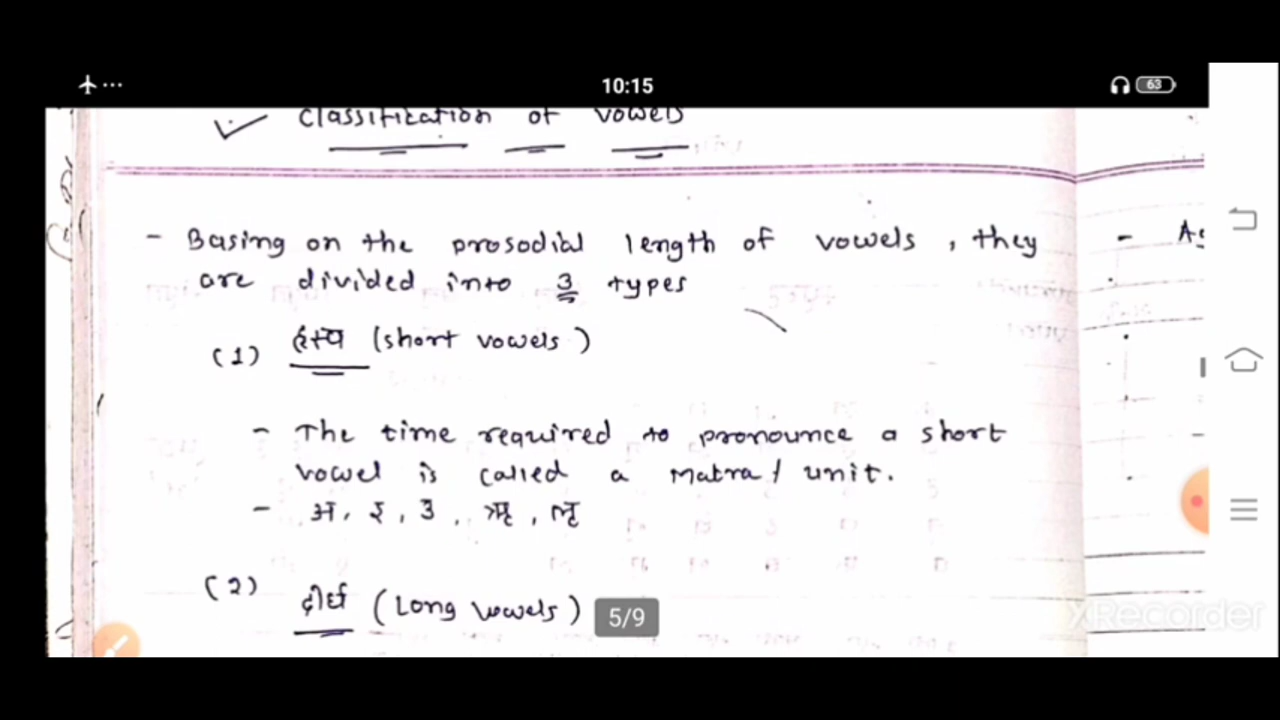 10:15
63
classification of vowels
- Basing on the prosodial length of vowels, they
are divided into 3 types
(1) ह्रस्व (short vowels)
- The time required to pronounce a short
vowel is called a Matra / unit.
- अ, इ, उ, ऋ, लृ
(2) दीर्घ (Long vowels)
5/9
XRecorder